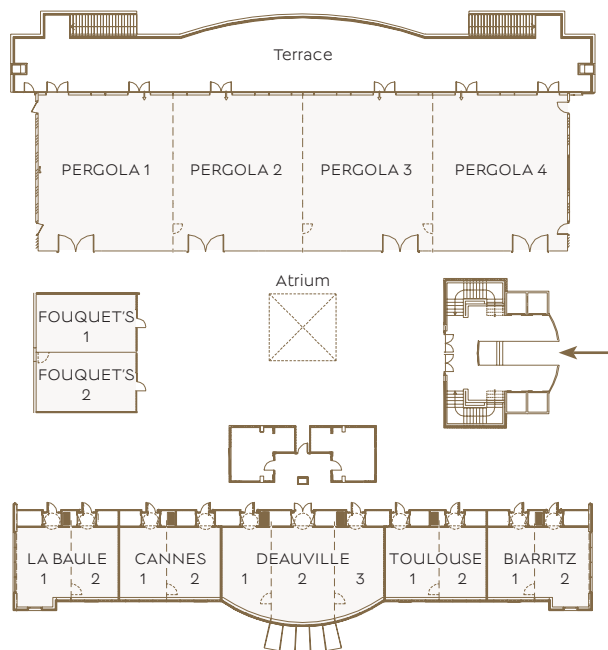 Terrace
PERGOLA 1 PERGOLA 2 PERGOLA 3 PERGOLA 4
Atrium
FOUQUET'S
1
FOUQUET'S
2
LA BAULE CANNES DEAUVILLE TOULOUSE BIARRITZ
1 2 1 2 1 2 3 1 2 1 2